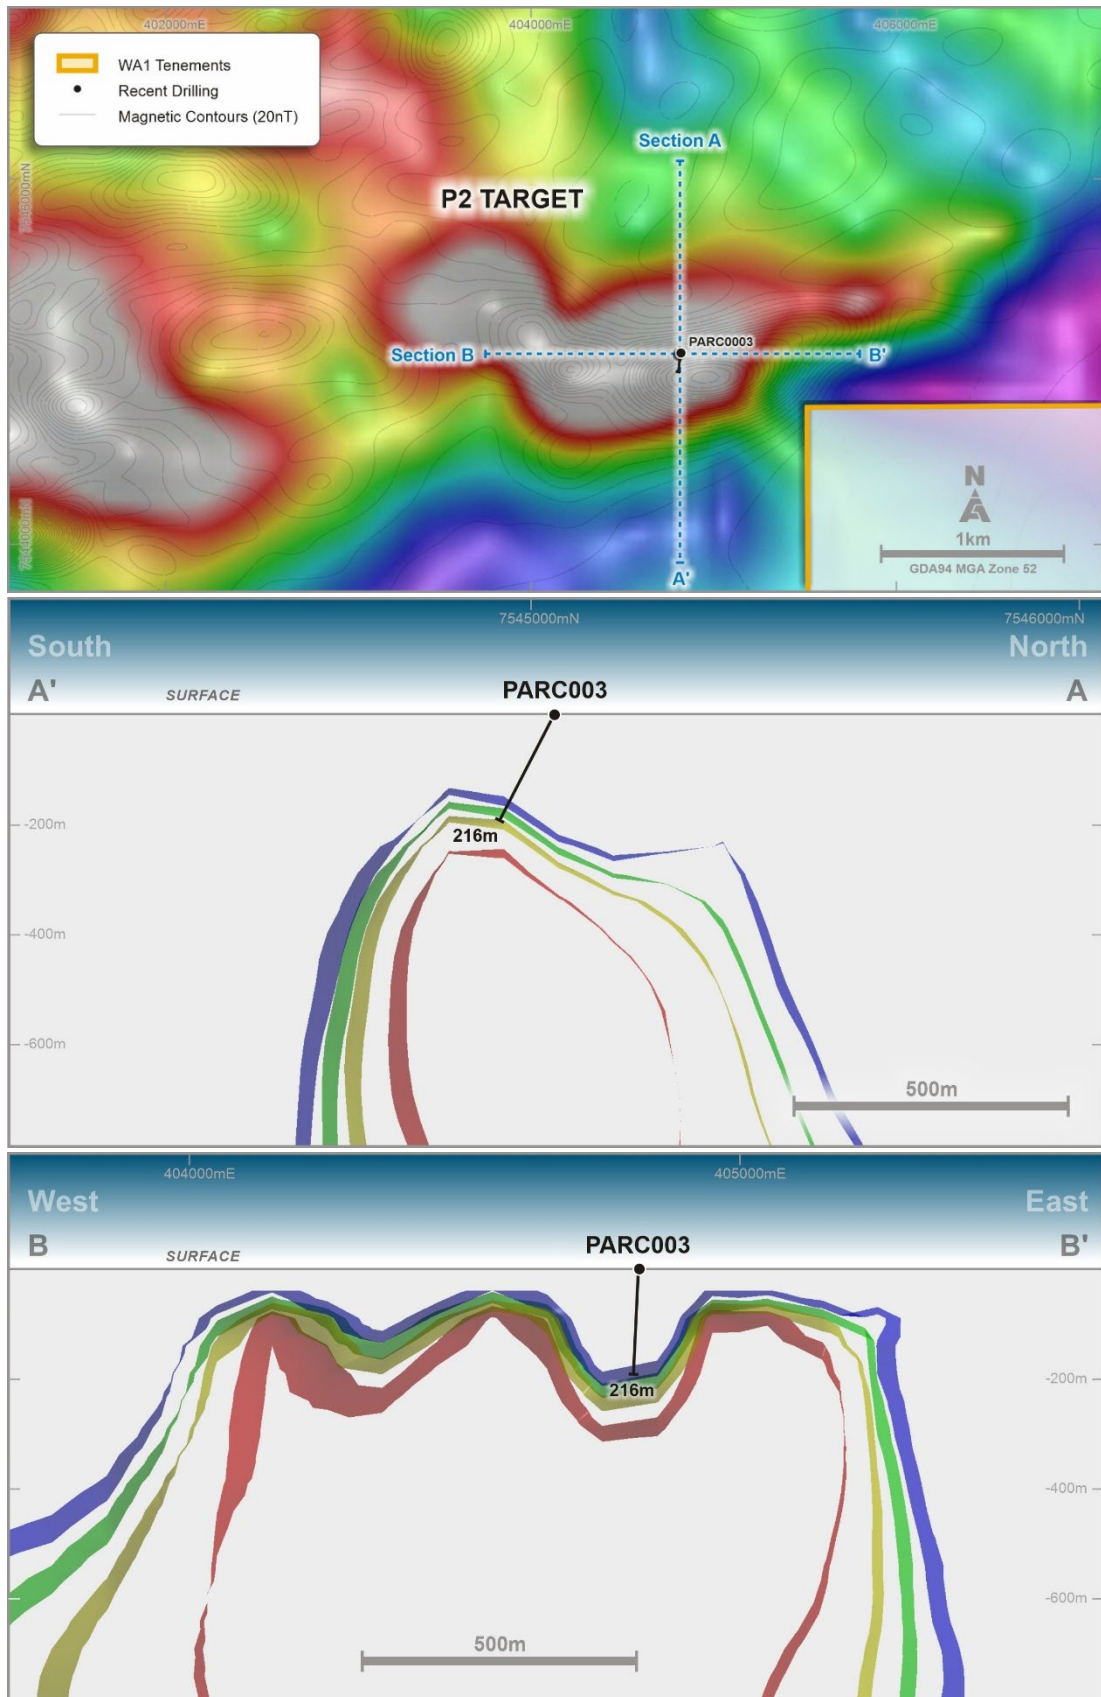 402000mE
404000mE
406000mE
WA1 Tenements
Recent Drilling
Magnetic Contours (20nT)
Section A
7545000mN
P2 TARGET
PARC0003
Section B
B'
N
1km
7544000mN
GDA94 MGA Zone 52
A'
7545000mN
7546000mN
South
North
A'
SURFACE
PARC003
A
-200m
216m
-400m
-600m
500m
404000mE
405000mE
West
East
B
SURFACE
PARC003
B'
216m
-200m
-400m
-600m
500m